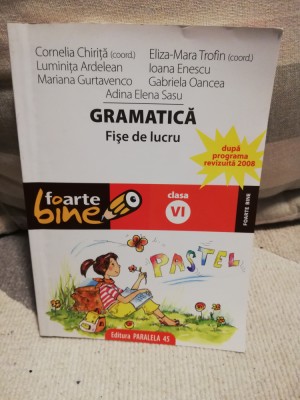 Cornelia Chiriță (coord.) Eliza-Mara Trofin (coord.)
Luminița Ardelean Ioana Enescu
Mariana Gurtavenco Gabriela Oancea
Adina Elena Sasu
GRAMATICĂ
Fișe de lucru
după
programa
revizuită 2008
foarte
bine
clasa
VI
FOARTE BINE
PASTEL
Editura PARALELA 45